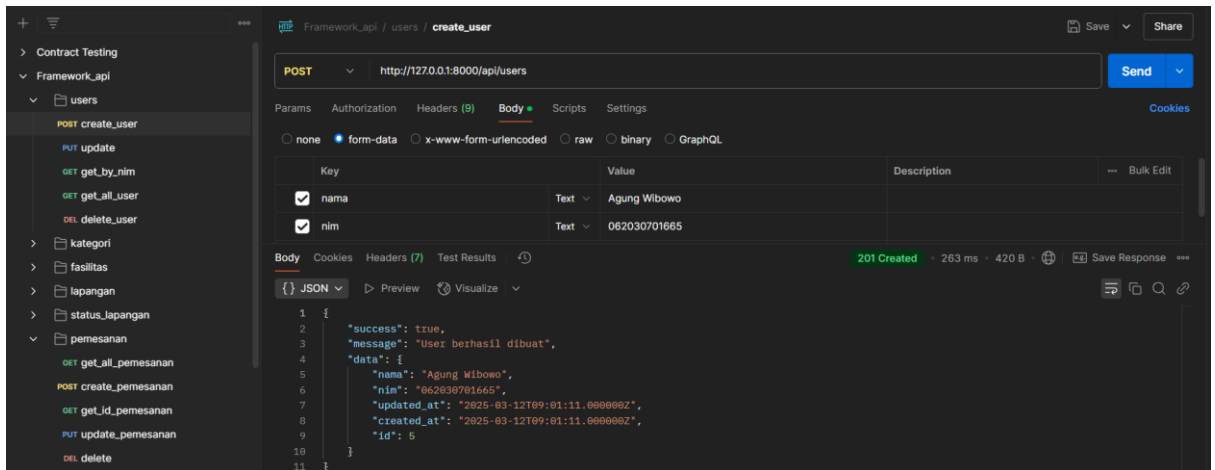 Framework_api / users / create_user
Save
Share
Contract Testing
Framework_api
users
POST create_user
PUT update
GET get_by_nim
GET get_all_user
DEL delete_user
kategori
fasilitas
lapangan
status_lapangan
pemesanan
GET get_all_pemesanan
POST create_pemesanan
GET get_id_pemesanan
PUT update_pemesanan
DEL delete
HTTP
POST http://127.0.0.1:8000/api/users Send
Params Authorization Headers (9) Body Scripts Settings Cookies
none form-data x-www-form-urlencoded raw binary GraphQL
Key Value Description Bulk Edit
nama Text Agung Wibowo
nim Text 062030701665
Body Cookies Headers (7) Test Results 201 Created 263 ms 420 B Save Response
{} JSON Preview Visualize
1 {
2 "success": true,
3 "message": "User berhasil dibuat",
4 "data": {
5 "nama": "Agung Wibowo",
6 "nim": "062030701665",
7 "updated_at": "2025-03-12T09:01:11.000000Z",
8 "created_at": "2025-03-12T09:01:11.000000Z",
9 "id": 5
10 }
11 }